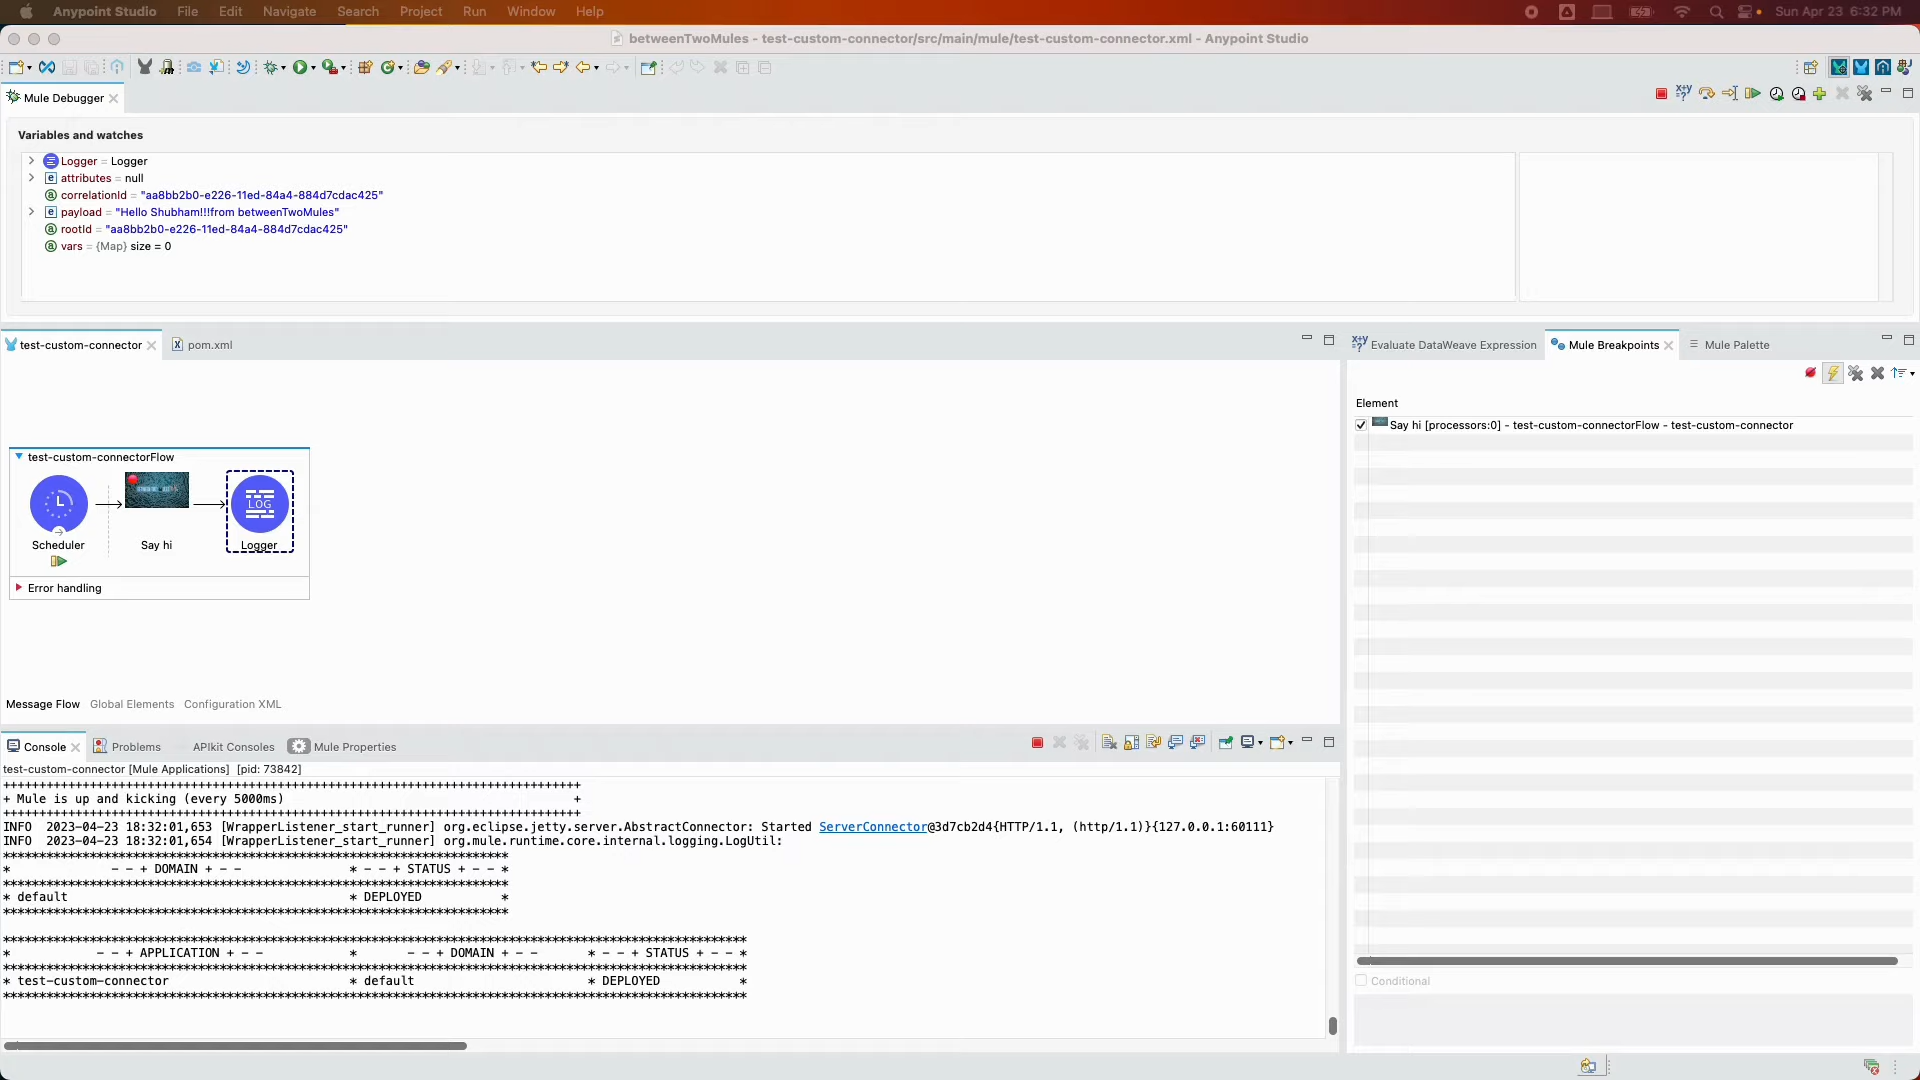 Anypoint Studio File Edit Navigate Search Project Run Window Help Sun Apr 23 6:32 PM
betweenTwoMules - test-custom-connector/src/main/mule/test-custom-connector.xml - Anypoint Studio
Mule Debugger
Variables and watches
Logger = Logger
attributes = null
correlationId = "aa8bb2b0-e226-11ed-84a4-884d7cdac425"
payload = "Hello Shubham!!!from betweenTwoMules"
rootId = "aa8bb2b0-e226-11ed-84a4-884d7cdac425"
vars = {Map} size = 0
test-custom-connector pom.xml
Evaluate DataWeave Expression Mule Breakpoints Mule Palette
Element
Say hi [processors:0] - test-custom-connectorFlow - test-custom-connector
test-custom-connectorFlow
LOG
Scheduler Say hi Logger
Error handling
Message Flow Global Elements Configuration XML
Console Problems APIkit Consoles Mule Properties
test-custom-connector [Mule Applications] [pid: 73842]
++++++++++++++++++++++++++++++++++++++++++++++++++++++++++++++++++++++++++++++++
+ Mule is up and kicking (every 5000ms) +
++++++++++++++++++++++++++++++++++++++++++++++++++++++++++++++++++++++++++++++++
INFO 2023-04-23 18:32:01,653 [WrapperListener_start_runner] org.eclipse.jetty.server.AbstractConnector: Started ServerConnector@3d7cb2d4{HTTP/1.1, (http/1.1)}{127.0.0.1:60111}
INFO 2023-04-23 18:32:01,654 [WrapperListener_start_runner] org.mule.runtime.core.internal.logging.LogUtil:
**********************************************************************
* - - + DOMAIN + - - * - - + STATUS + - - *
**********************************************************************
* default * DEPLOYED *
**********************************************************************
*******************************************************************************************************
* - - + APPLICATION + - - * - - + DOMAIN + - - * - - + STATUS + - - *
*******************************************************************************************************
* test-custom-connector * default * DEPLOYED *
*******************************************************************************************************
Conditional